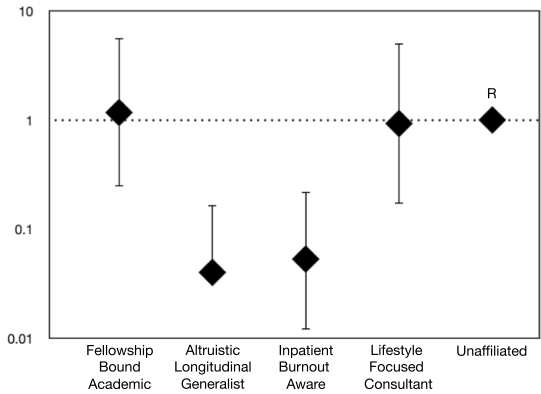 10
R
1
0.1
0.01
Fellowship
Bound
Academic
Altruistic
Longitudinal
Generalist
Inpatient
Burnout
Aware
Lifestyle
Focused
Consultant
Unaffiliated